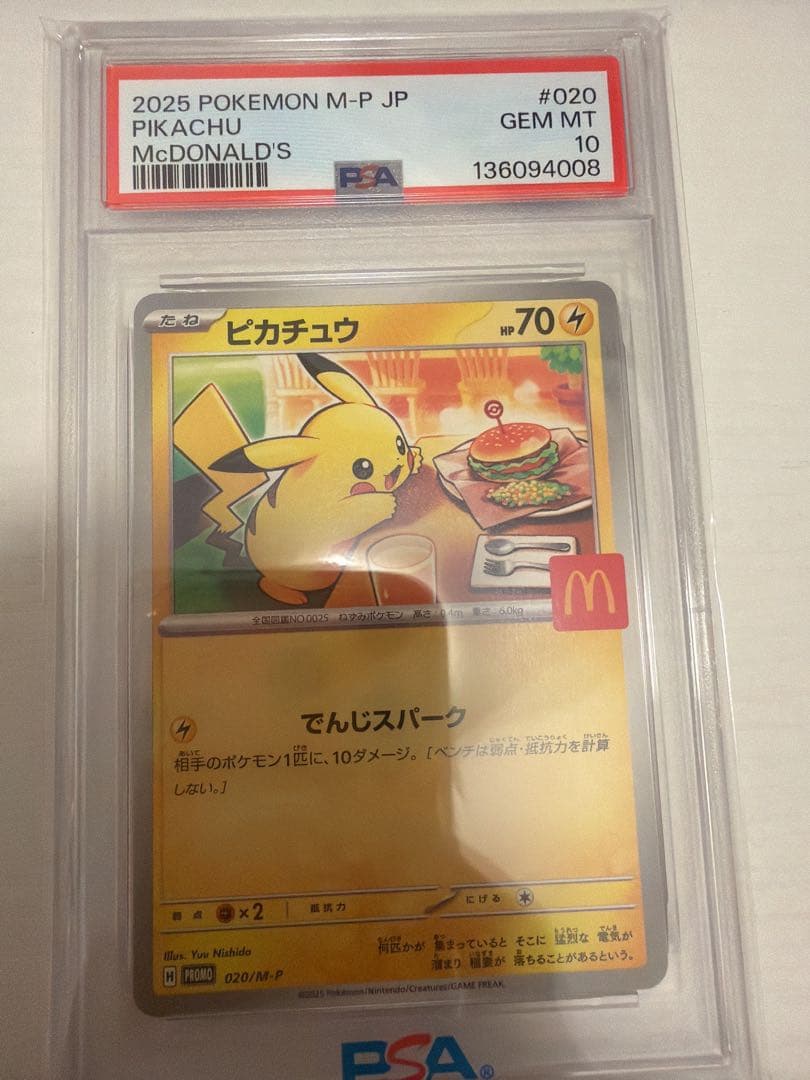 2025 POKEMON M-P JP
#020
PIKACHU
GEM MT
McDONALD'S
10
PSA
136094008
たね
ピカチュウ
HP 70
全国図鑑NO 0025 ねずみポケモン 高さ:0.4m 重さ:6.0kg
でんじスパーク
相手のポケモン1匹に、10ダメージ。[ベンチは弱点・抵抗力を計算
しない。]
弱点 ×2 抵抗力 にげる
Illus. Yuu Nishida
何匹かが 集まっていると そこに 猛烈な 電気が
溜まり 稲妻が 落ちることがあるという。
H PROMO 020/M-P
©2025 Pokémon/Nintendo/Creatures/GAME FREAK.
PSA®